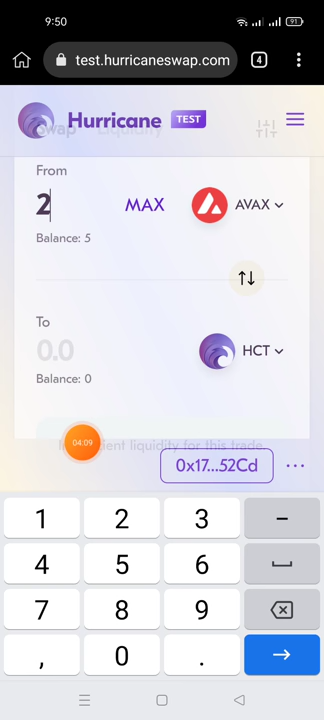 9:50
91
test.hurricaneswap.com
4
Hurricane TEST
Swap Liquidity
From
2 MAX AVAX
Balance: 5
To
0.0 HCT
Balance: 0
Insufficient liquidity for this trade.
04:09
0x17...52Cd
1 2 3 –
4 5 6
7 8 9
, 0 .